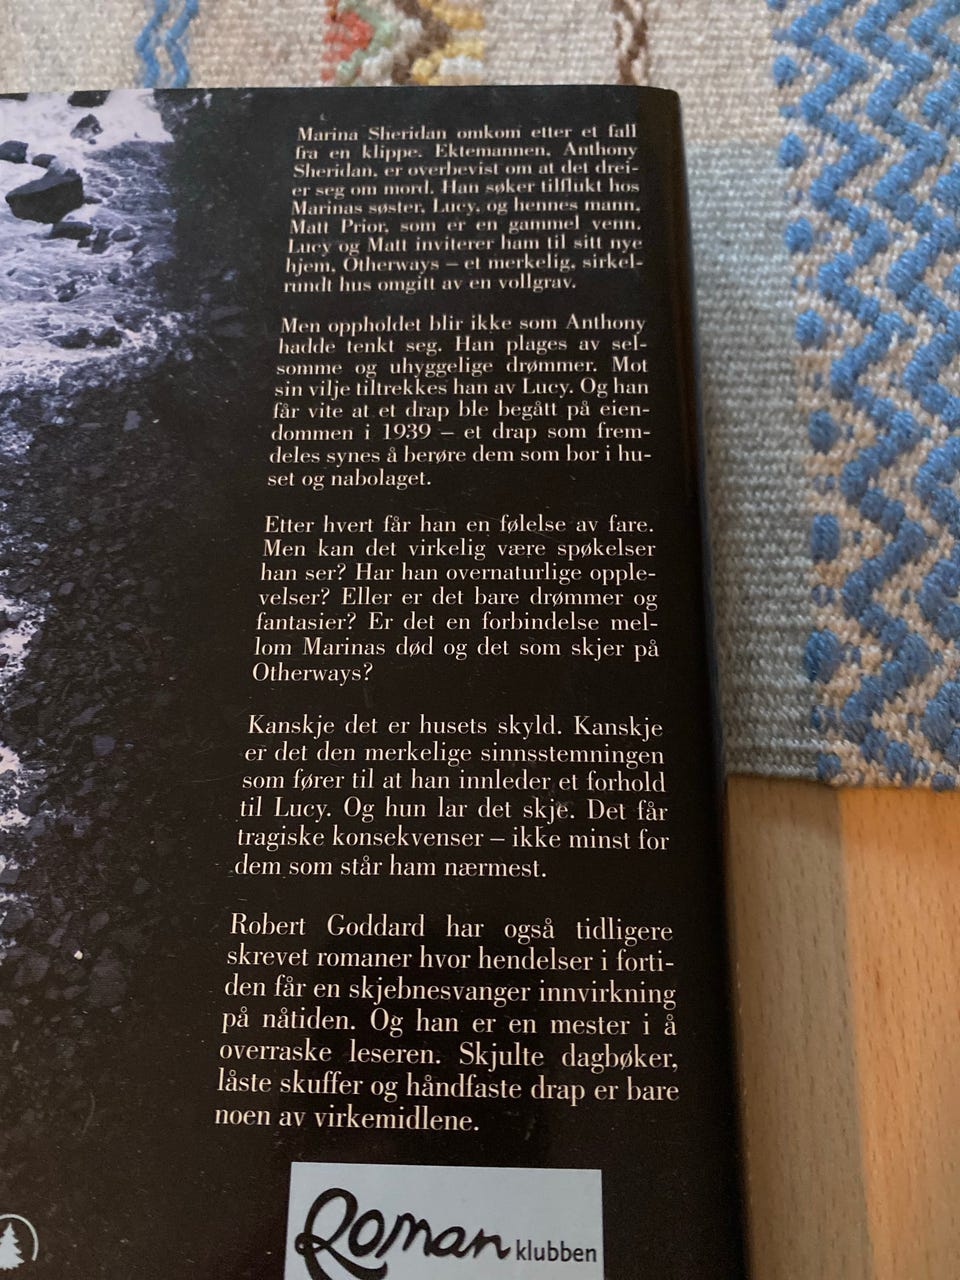 Marina Sheridan omkom etter et fall
fra en klippe. Ektemannen, Anthony
Sheridan, er overbevist om at det drei-
er seg om mord. Han søker tilflukt hos
Marinas søster, Lucy, og hennes mann,
Matt Prior, som er en gammel venn.
Lucy og Matt inviterer ham til sitt nye
hjem, Otherways – et merkelig, sirkel-
rundt hus omgitt av en vollgrav.
Men oppholdet blir ikke som Anthony
hadde tenkt seg. Han plages av sel-
somme og uhyggelige drømmer. Mot
sin vilje tiltrekkes han av Lucy. Og han
får vite at et drap ble begått på eien-
dommen i 1939 – et drap som frem-
deles synes å berøre dem som bor i hu-
set og nabolaget.
Etter hvert får han en følelse av fare.
Men kan det virkelig være spøkelser
han ser? Har han overnaturlige opple-
velser? Eller er det bare drømmer og
fantasier? Er det en forbindelse mel-
lom Marinas død og det som skjer på
Otherways?
Kanskje det er husets skyld. Kanskje
er det den merkelige sinnsstemningen
som fører til at han innleder et forhold
til Lucy. Og hun lar det skje. Det får
tragiske konsekvenser – ikke minst for
dem som står ham nærmest.
Robert Goddard har også tidligere
skrevet romaner hvor hendelser i forti-
den får en skjebnesvanger innvirkning
på nåtiden. Og han er en mester i å
overraske leseren. Skjulte dagbøker,
låste skuffer og håndfaste drap er bare
noen av virkemidlene.
Roman klubben